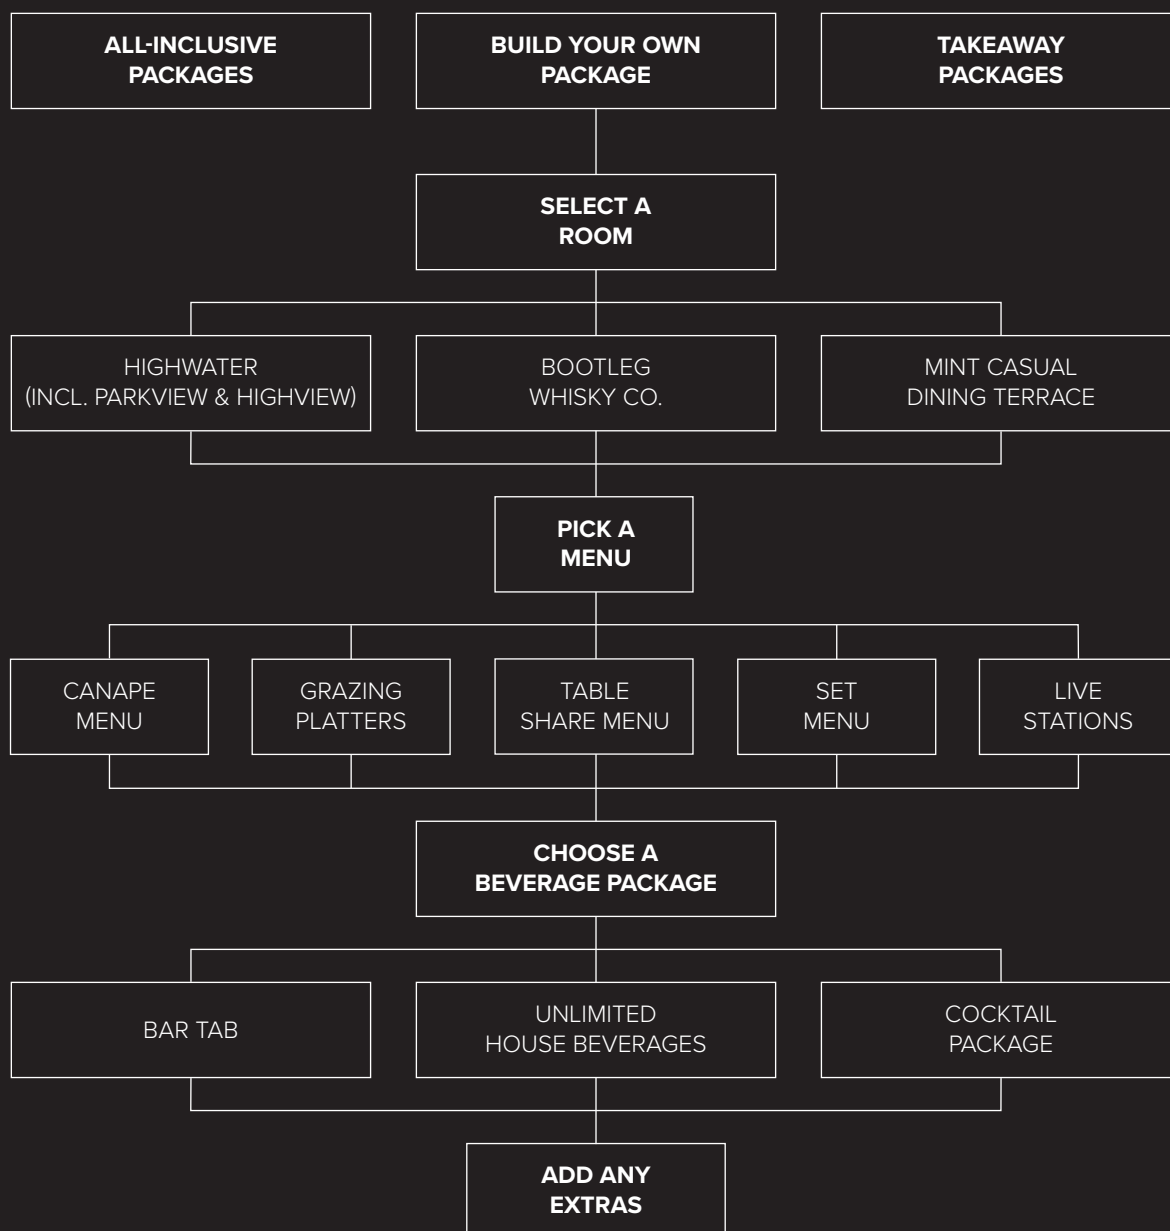 ALL-INCLUSIVE
PACKAGES
BUILD YOUR OWN
PACKAGE
TAKEAWAY
PACKAGES
SELECT A
ROOM
HIGHWATER
(INCL. PARKVIEW & HIGHVIEW)
BOOTLEG
WHISKY CO.
MINT CASUAL
DINING TERRACE
PICK A
MENU
CANAPE
MENU
GRAZING
PLATTERS
TABLE
SHARE MENU
SET
MENU
LIVE
STATIONS
CHOOSE A
BEVERAGE PACKAGE
BAR TAB
UNLIMITED
HOUSE BEVERAGES
COCKTAIL
PACKAGE
ADD ANY
EXTRAS